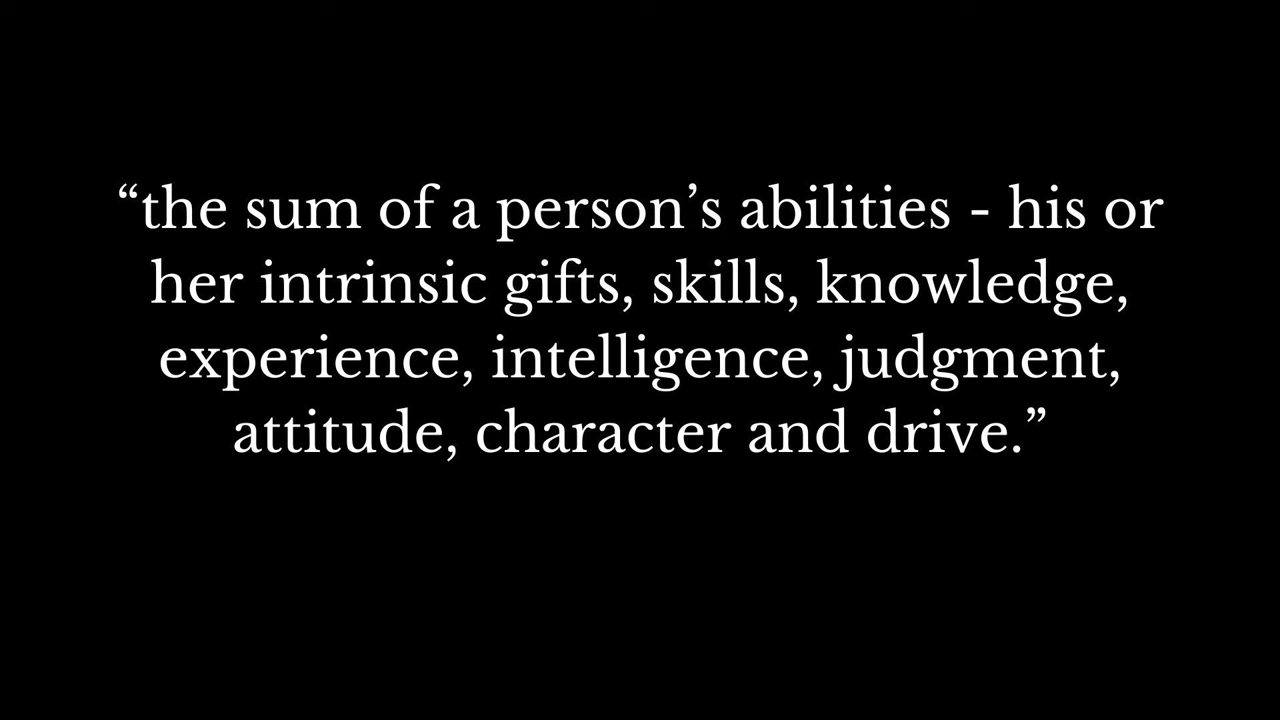 “the sum of a person’s abilities - his or
her intrinsic gifts, skills, knowledge,
experience, intelligence, judgment,
attitude, character and drive.”